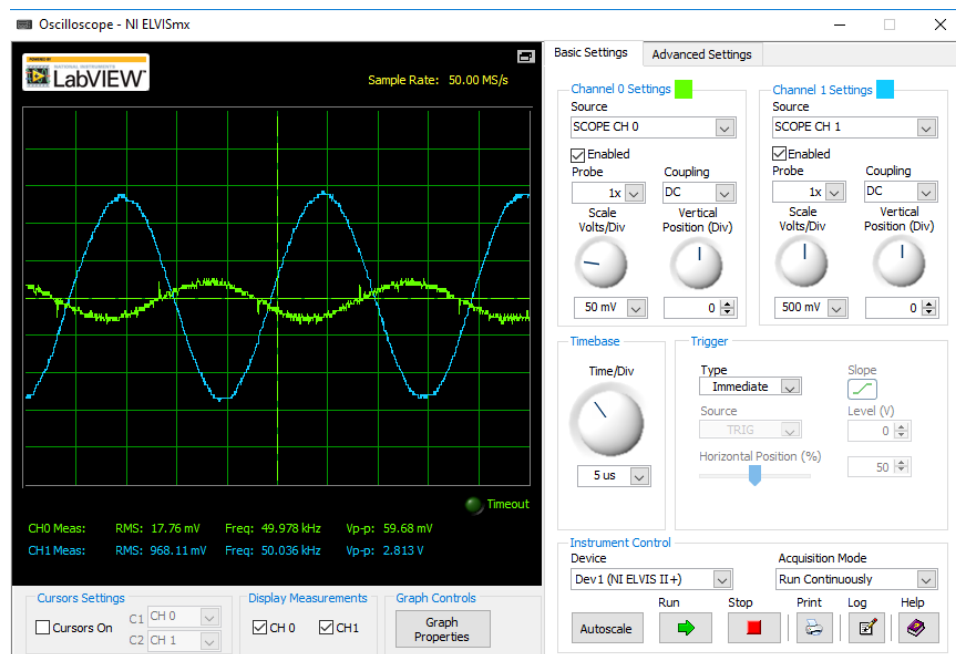 Oscilloscope - NI ELVISmx
POWERED BY
NATIONAL INSTRUMENTS
LabVIEW™
Sample Rate: 50.00 MS/s
Timeout
CH0 Meas: RMS: 17.76 mV Freq: 49.978 kHz Vp-p: 59.68 mV
CH1 Meas: RMS: 968.11 mV Freq: 50.036 kHz Vp-p: 2.813 V
Cursors Settings
Cursors On
C1 CH 0
C2 CH 1
Display Measurements
CH 0 CH1
Graph Controls
Graph
Properties
Basic Settings Advanced Settings
Channel 0 Settings
Source
SCOPE CH 0
Enabled
Probe Coupling
1x DC
Scale Vertical
Volts/Div Position (Div)
50 mV 0
Channel 1 Settings
Source
SCOPE CH 1
Enabled
Probe Coupling
1x DC
Scale Vertical
Volts/Div Position (Div)
500 mV 0
Timebase
Time/Div
5 us
Trigger
Type Slope
Immediate
Source Level (V)
TRIG 0
Horizontal Position (%)
50
Instrument Control
Device Acquisition Mode
Dev1 (NI ELVIS II+) Run Continuously
Run Stop Print Log Help
Autoscale